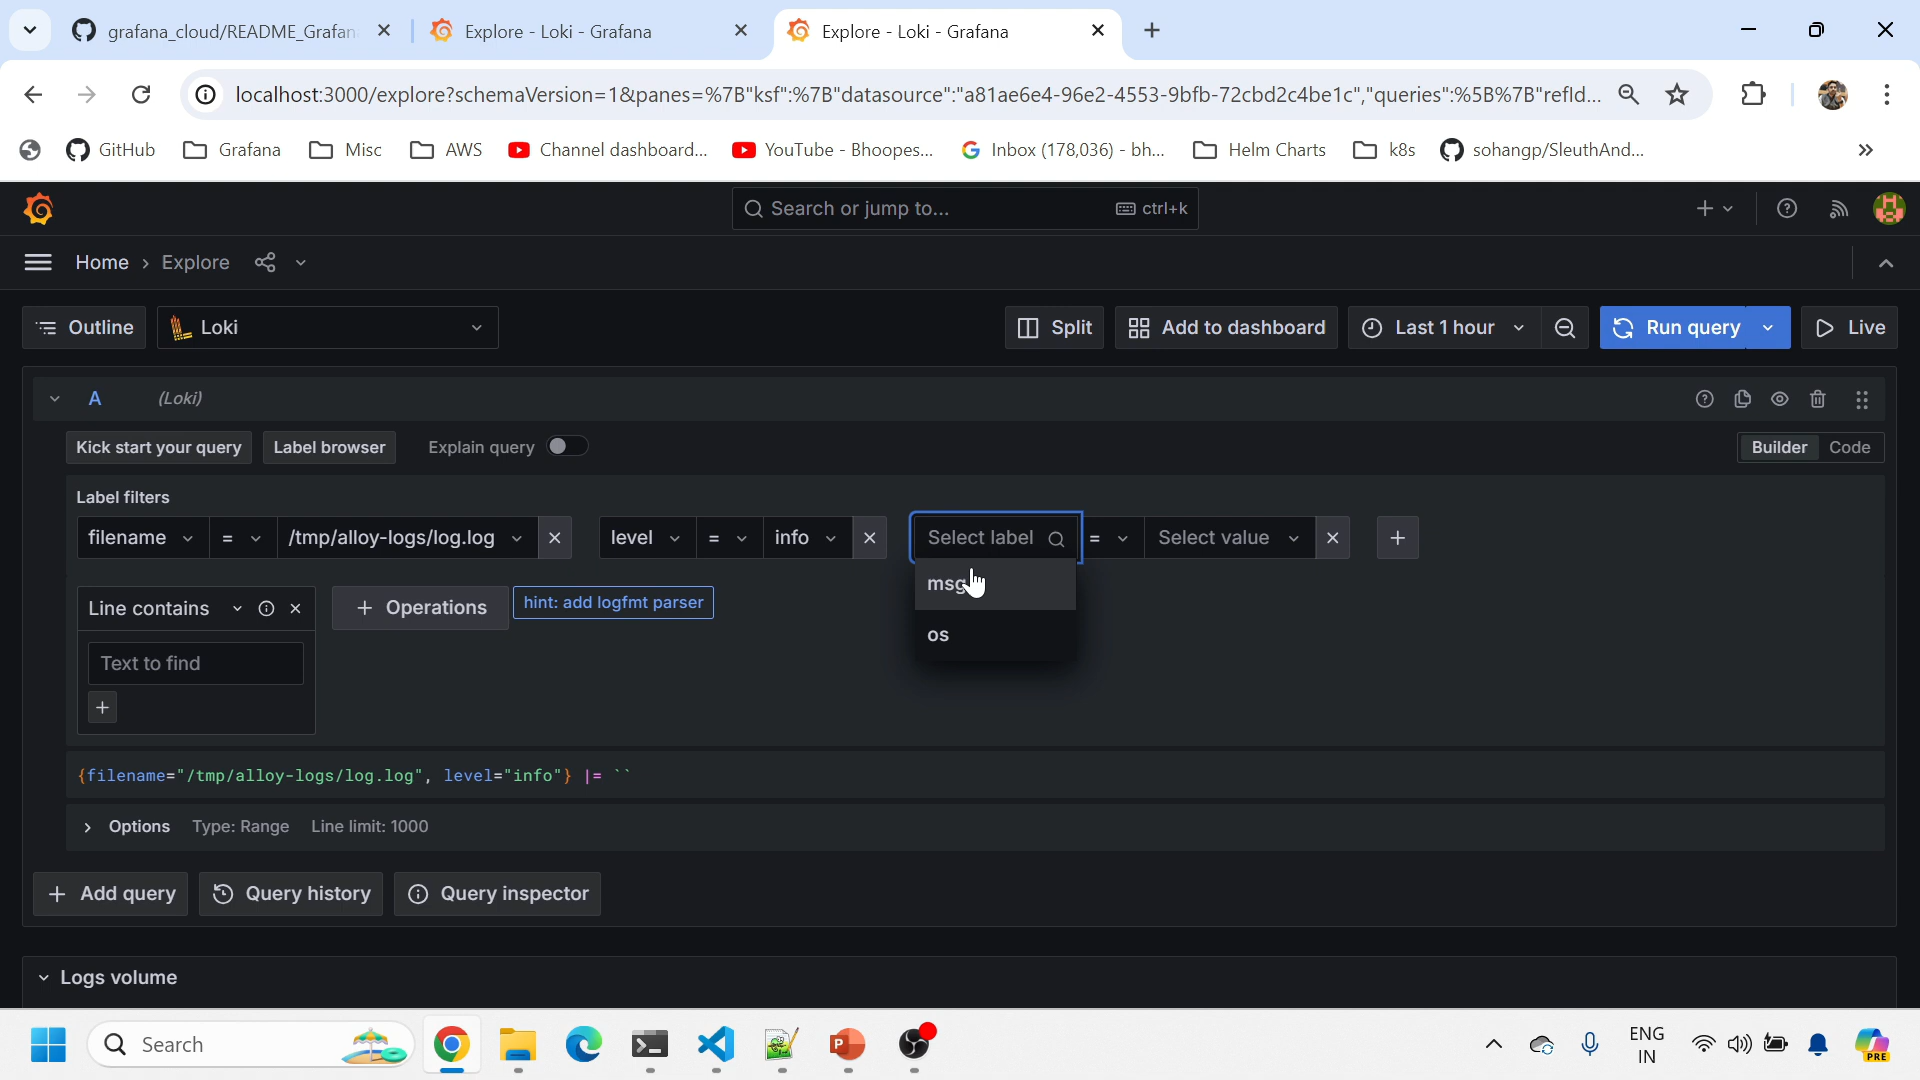 grafana_cloud/README_Grafan
Explore - Loki - Grafana
Explore - Loki - Grafana
localhost:3000/explore?schemaVersion=1&panes=%7B"ksf":%7B"datasource":"a81ae6e4-96e2-4553-9bfb-72cbd2c4be1c","queries":%5B%7B"refId...
GitHub
Grafana
Misc
AWS
Channel dashboard...
YouTube - Bhoopes...
Inbox (178,036) - bh...
Helm Charts
k8s
sohangp/SleuthAnd...
Search or jump to...
ctrl+k
Home › Explore
Outline
Loki
Split
Add to dashboard
Last 1 hour
Run query
Live
A
(Loki)
Kick start your query
Label browser
Explain query
Builder
Code
Label filters
filename = /tmp/alloy-logs/log.log
level = info
Select label = Select value
msg
os
Line contains
Operations
hint: add logfmt parser
Text to find
{filename="/tmp/alloy-logs/log.log", level="info"} |= ``
Options Type: Range Line limit: 1000
Add query
Query history
Query inspector
Logs volume
Search
ENG
IN
PRE